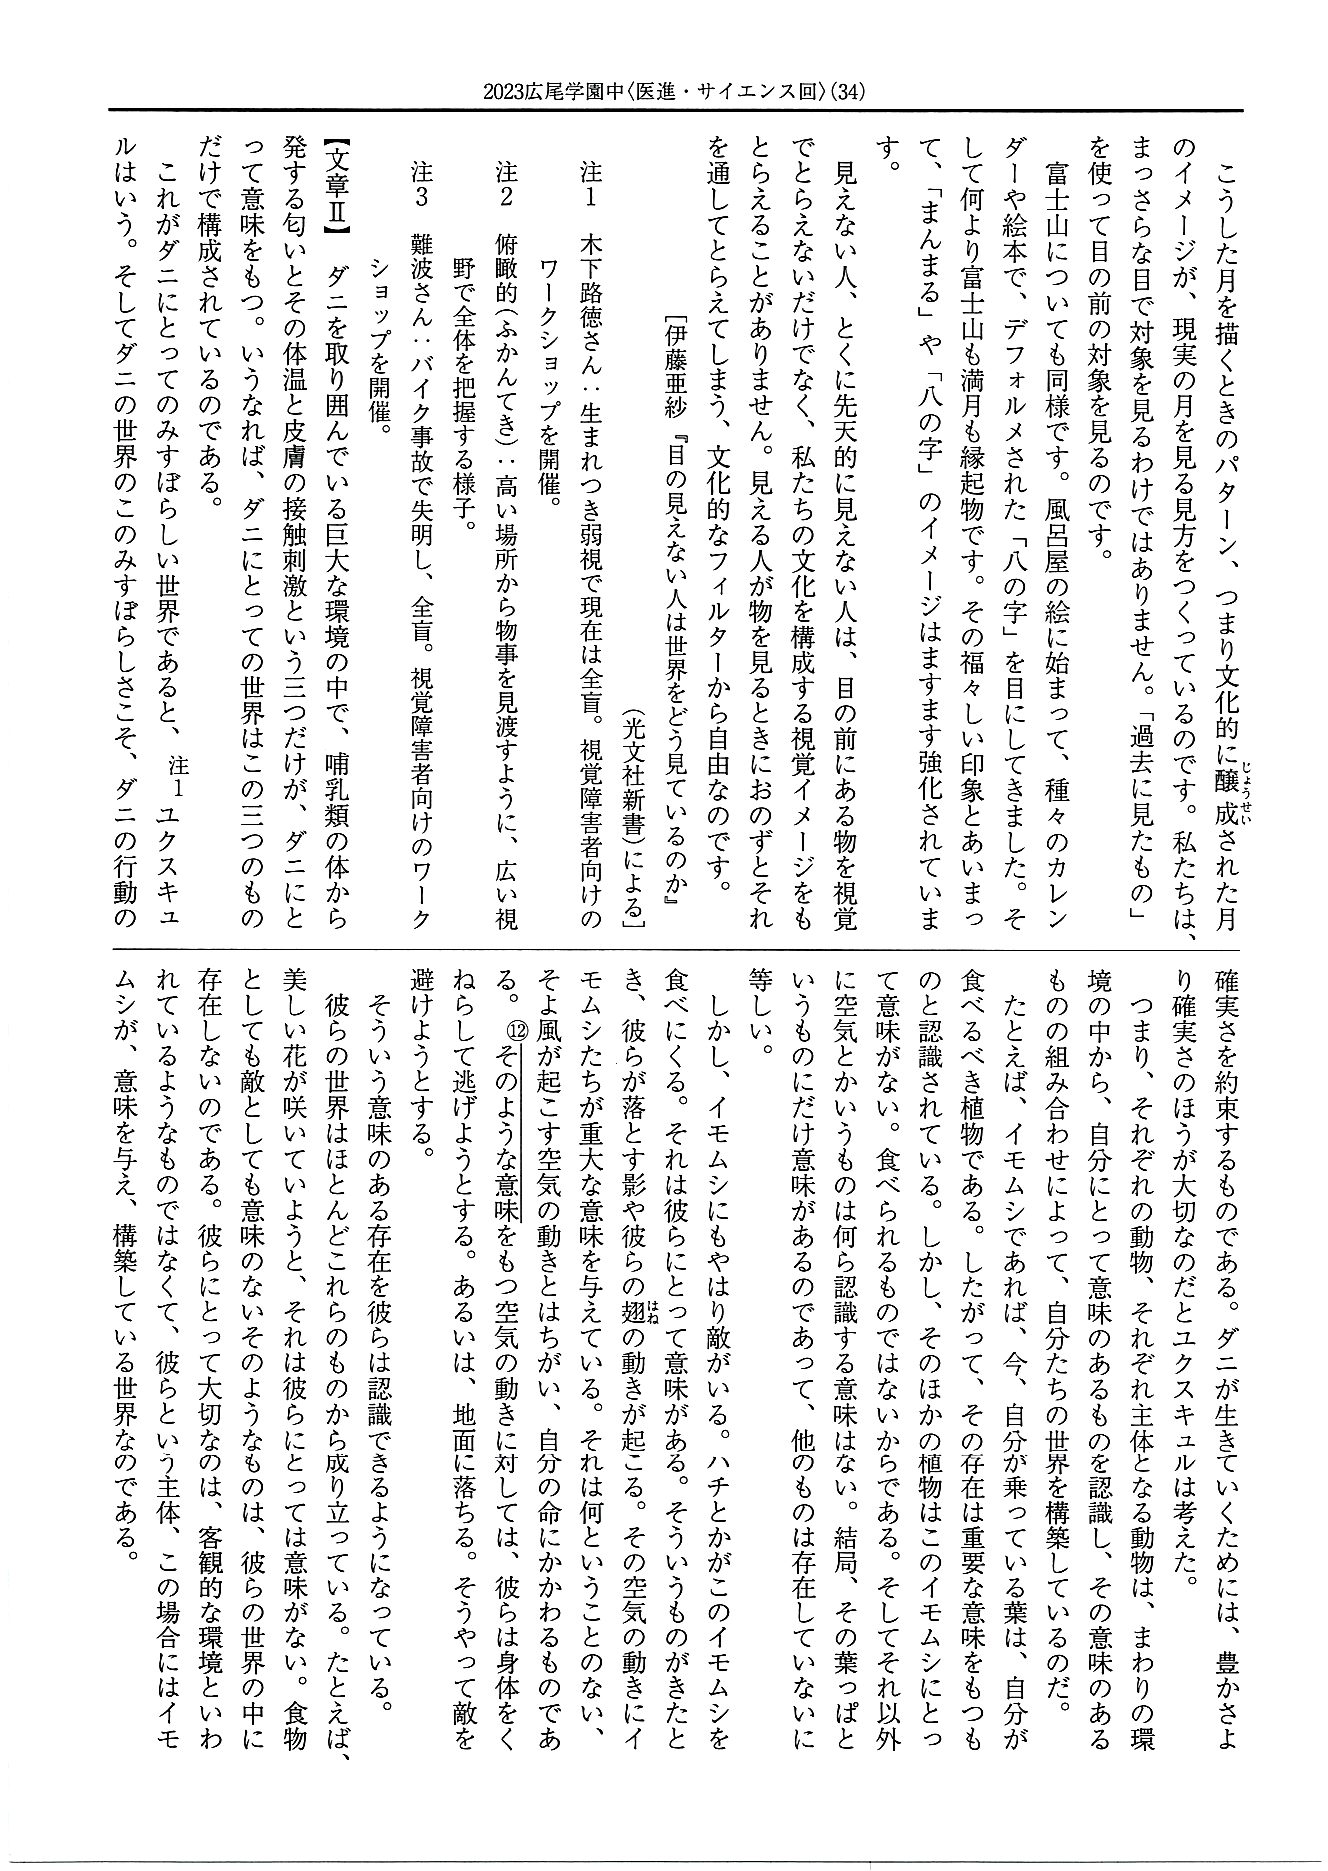 2023広尾学園中〈医進・サイエンス回〉(34)
こうした月を描くときのパターン、つまり文化的に醸成された月
じょうせい
のイメージが、現実の月を見る見方をつくっているのです。私たちは、
まっさらな目で対象を見るわけではありません。「過去に見たもの」
を使って目の前の対象を見るのです。
富士山についても同様です。風呂屋の絵に始まって、種々のカレン
ダーや絵本で、デフォルメされた「八の字」を目にしてきました。そ
して何より富士山も満月も縁起物です。その福々しい印象とあいまっ
て、「まんまる」や「八の字」のイメージはますます強化されていま
す。
見えない人、とくに先天的に見えない人は、目の前にある物を視覚
でとらえないだけでなく、私たちの文化を構成する視覚イメージをも
とらえることがありません。見える人が物を見るときにおのずとそれ
を通してとらえてしまう、文化的なフィルターから自由なのです。
[伊藤亜紗『目の見えない人は世界をどう見ているのか』
(光文社新書)による]
注1 木下路徳さん:生まれつき弱視で現在は全盲。視覚障害者向けの
ワークショップを開催。
注2 俯瞰的(ふかんてき):高い場所から物事を見渡すように、広い視
野で全体を把握する様子。
注3 難波さん:バイク事故で失明し、全盲。視覚障害者向けのワーク
ショップを開催。
【文章Ⅱ】 ダニを取り囲んでいる巨大な環境の中で、哺乳類の体から
発する匂いとその体温と皮膚の接触刺激という三つだけが、ダニにと
って意味をもつ。いうなれば、ダニにとっての世界はこの三つのもの
だけで構成されているのである。
これがダニにとってのみすぼらしい世界であると、注1ユクスキュ
ルはいう。そしてダニの世界のこのみすぼらしさこそ、ダニの行動の
確実さを約束するものである。ダニが生きていくためには、豊かさよ
り確実さのほうが大切なのだとユクスキュルは考えた。
つまり、それぞれの動物、それぞれ主体となる動物は、まわりの環
境の中から、自分にとって意味のあるものを認識し、その意味のある
ものの組み合わせによって、自分たちの世界を構築しているのだ。
たとえば、イモムシであれば、今、自分が乗っている葉は、自分が
食べるべき植物である。したがって、その存在は重要な意味をもつも
のと認識されている。しかし、そのほかの植物はこのイモムシにとっ
て意味がない。食べられるものではないからである。そしてそれ以外
に空気とかいうものは何ら認識する意味はない。結局、その葉っぱと
いうものにだけ意味があるのであって、他のものは存在していないに
等しい。
しかし、イモムシにもやはり敵がいる。ハチとかがこのイモムシを
食べにくる。それは彼らにとって意味がある。そういうものがきたと
き、彼らが落とす影や彼らの翅の動きが起こる。その空気の動きにイ
はね
モムシたちが重大な意味を与えている。それは何ということのない、
そよ風が起こす空気の動きとはちがい、自分の命にかかわるものであ
る。⑫そのような意味をもつ空気の動きに対しては、彼らは身体をく
ねらして逃げようとする。あるいは、地面に落ちる。そうやって敵を
避けようとする。
そういう意味のある存在を彼らは認識できるようになっている。
彼らの世界はほとんどこれらのものから成り立っている。たとえば、
美しい花が咲いていようと、それは彼らにとっては意味がない。食物
としても敵としても意味のないそのようなものは、彼らの世界の中に
存在しないのである。彼らにとって大切なのは、客観的な環境といわ
れているようなものではなくて、彼らという主体、この場合にはイモ
ムシが、意味を与え、構築している世界なのである。